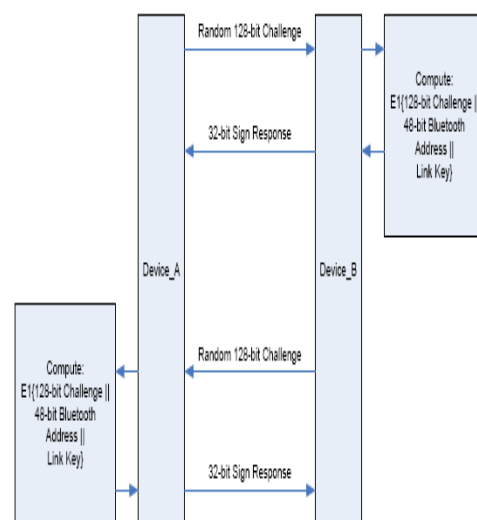 Random 128-bit Challenge
Compute:
E1{128-bit Challenge ||
48-bit Bluetooth
Address ||
Link Key}
32-bit Sign Response
Device_A
Device_B
Random 128-bit Challenge
Compute:
E1{128-bit Challenge ||
48-bit Bluetooth
Address ||
Link Key}
32-bit Sign Response